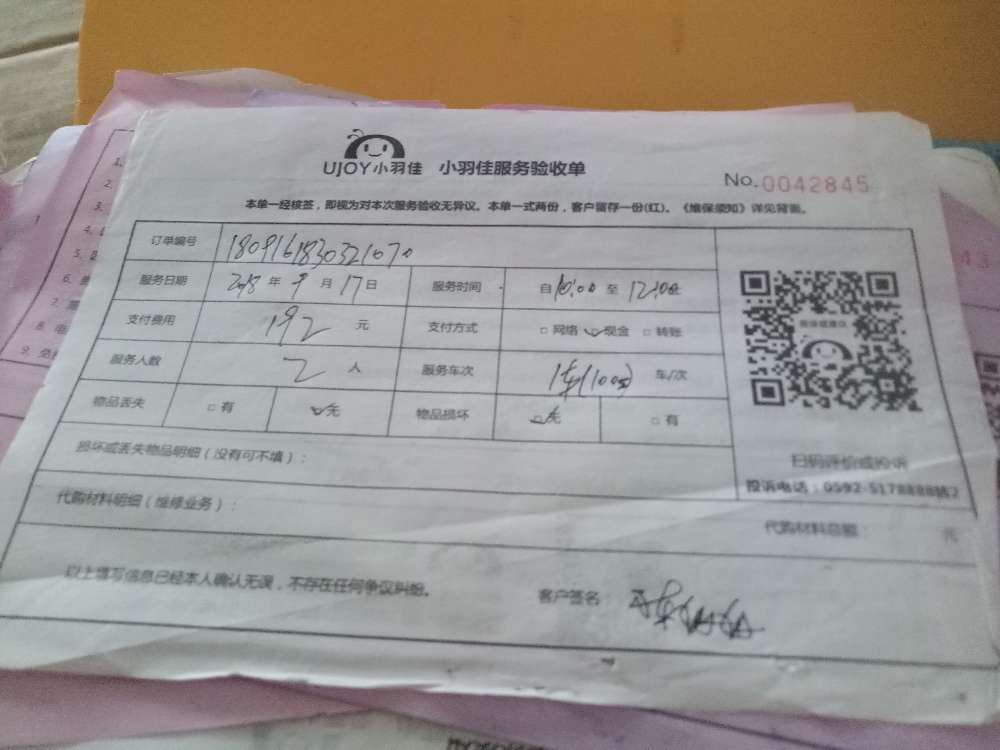 UJOY小羽佳 小羽佳服务验收单
No.0042845
本单一经核签，即视为对本次服务验收无异议。本单一式两份，客户留存一份(红)。《维保须知》详见背面。
订单编号 180916183032107０
服务日期 2018 年 9 月 17 日 服务时间 自 10:00 至 12:00
支付费用 192 元 支付方式 □网络 ✓现金 □转账
服务人数 2 人 服务车次 1车 车/次
物品丢失 □有 ✓无 物品损坏 □无 □有
损坏或丢失物品明细（没有可不填）：
扫码评价或投诉
投诉电话：0592-5178888
代购材料明细（维修业务）： 代购材料总额 元
以上填写信息已经本人确认无误，不存在任何争议纠纷。 客户签名